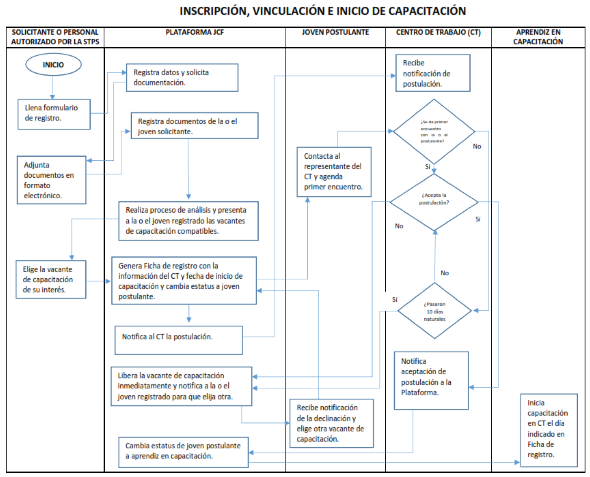 INSCRIPCIÓN, VINCULACIÓN E INICIO DE CAPACITACIÓN
SOLICITANTE O PERSONAL
AUTORIZADO POR LA STPS
PLATAFORMA JCF
JOVEN POSTULANTE
CENTRO DE TRABAJO (CT)
APRENDIZ EN
CAPACITACIÓN
INICIO
Llena formulario
de registro.
Registra datos y solicita
documentación.
Registra documentos de la o el
joven solicitante.
Adjunta
documentos en
formato
electrónico.
Realiza proceso de análisis y presenta
a la o el joven registrado las vacantes
de capacitación compatibles.
Elige la vacante
de capacitación
de su interés.
Genera Ficha de registro con la
información del CT y fecha de inicio de
capacitación y cambia estatus a joven
postulante.
Notifica al CT la postulación.
Recibe
notificación de
postulación.
Contacta al
representante del
CT y agenda
primer encuentro.
¿Se da primer
encuentro
con la o el
postulante?
No
Sí
¿Acepta la
postulación?
Sí
No
No
Sí
¿Pasaron
10 días
naturales
Libera la vacante de capacitación
inmediatamente y notifica a la o el
joven registrado para que elija otra.
Recibe notificación
de la declinación y
elige otra vacante de
capacitación.
Notifica
aceptación de
postulación a la
Plataforma.
Cambia estatus de joven postulante
a aprendiz en capacitación.
Inicia
capacitación
en CT el día
indicado en
Ficha de
registro.